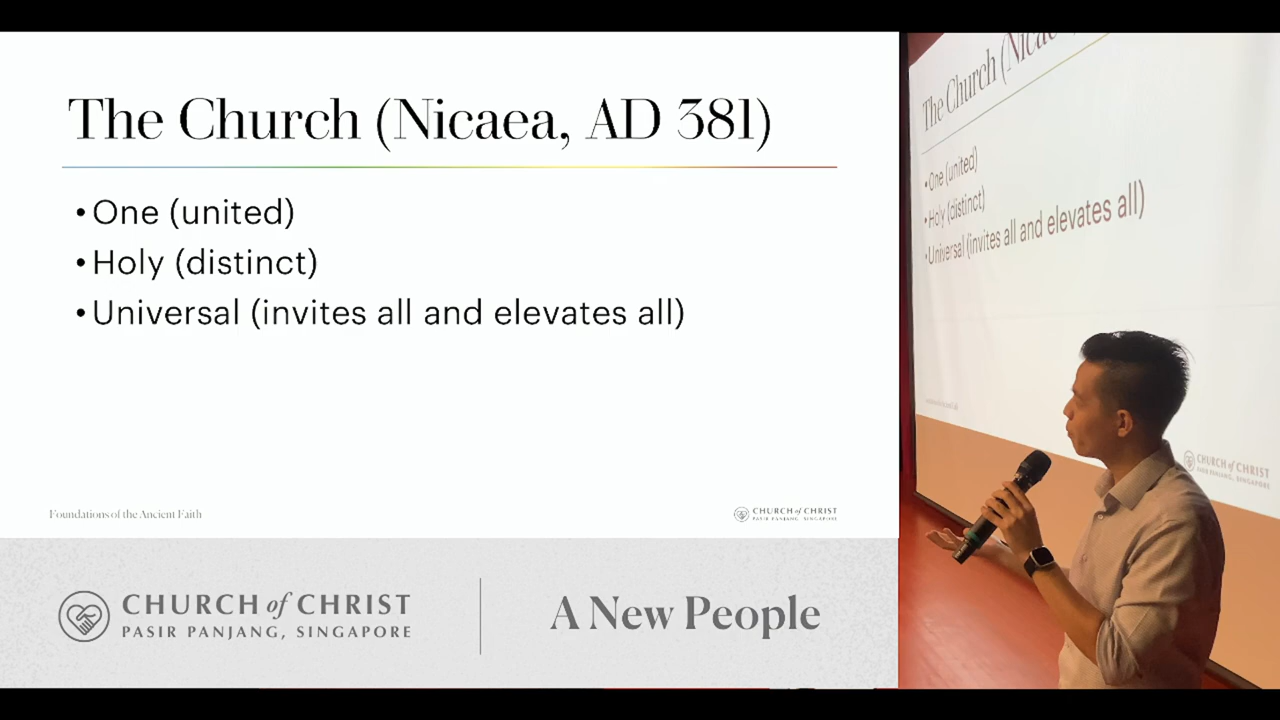 The Church (Nicaea, AD 381)
• One (united)
• Holy (distinct)
• Universal (invites all and elevates all)
Foundations of the Ancient Faith
CHURCH of CHRIST
PASIR PANJANG, SINGAPORE
CHURCH of CHRIST
PASIR PANJANG, SINGAPORE
A New People
The Church (Nicae
• One (united)
• Holy (distinct)
• Universal (invites all and elevates all)
CHURCH of CHRIST
PASIR PANJANG, SINGAPORE